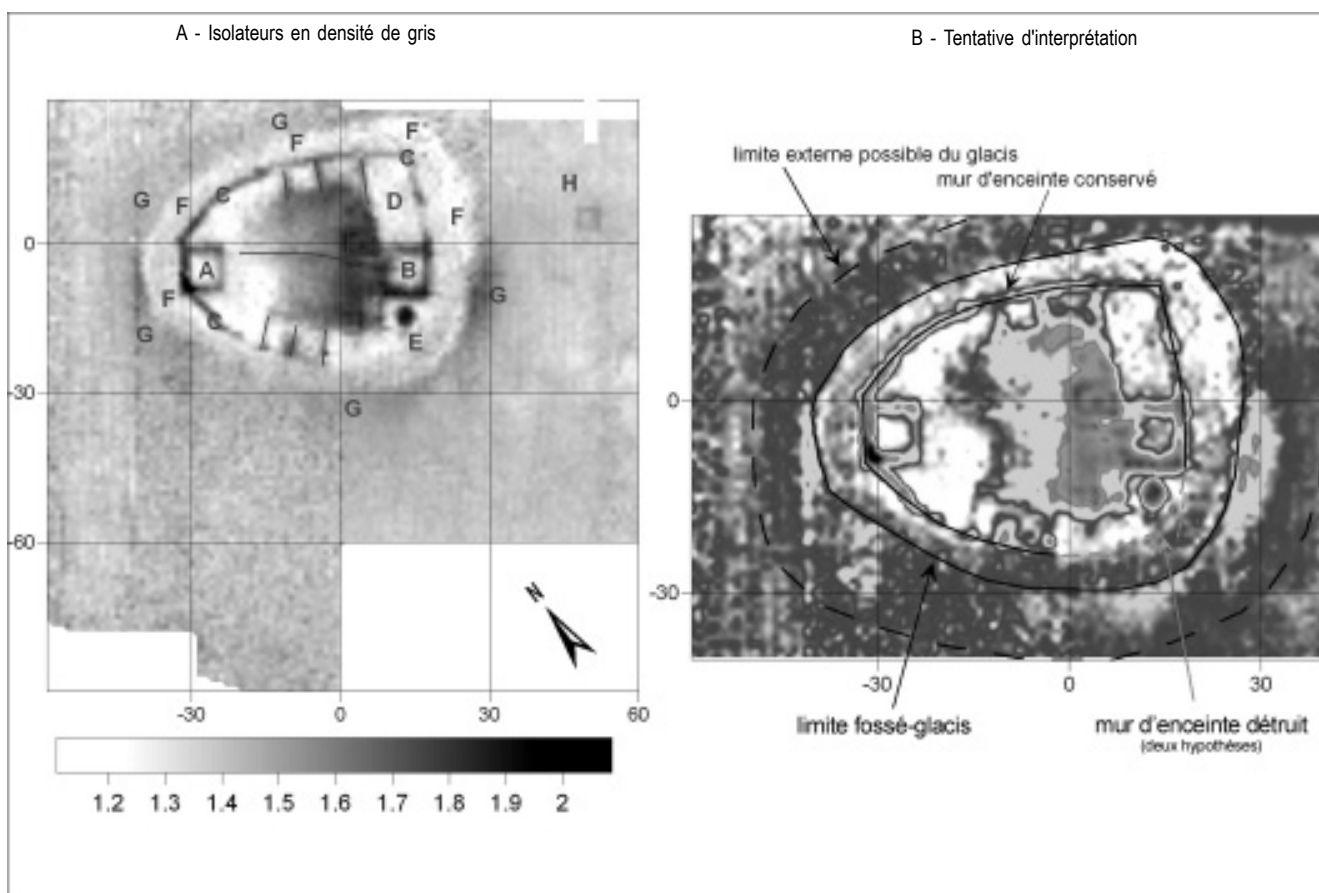 A - Isolateurs en densité de gris
B - Tentative d'interprétation
G
F
F
C
G
F
C
D
F
H
limite externe possible du glacis
mur d'enceinte conservé
0
A
B
F
G
G
C
E
-30
G
-60
N
-30
0
30
60
1.2
1.3
1.4
1.5
1.6
1.7
1.8
1.9
2
0
-30
-30
0
30
limite fossé-glacis
mur d'enceinte détruit
(deux hypothèses)